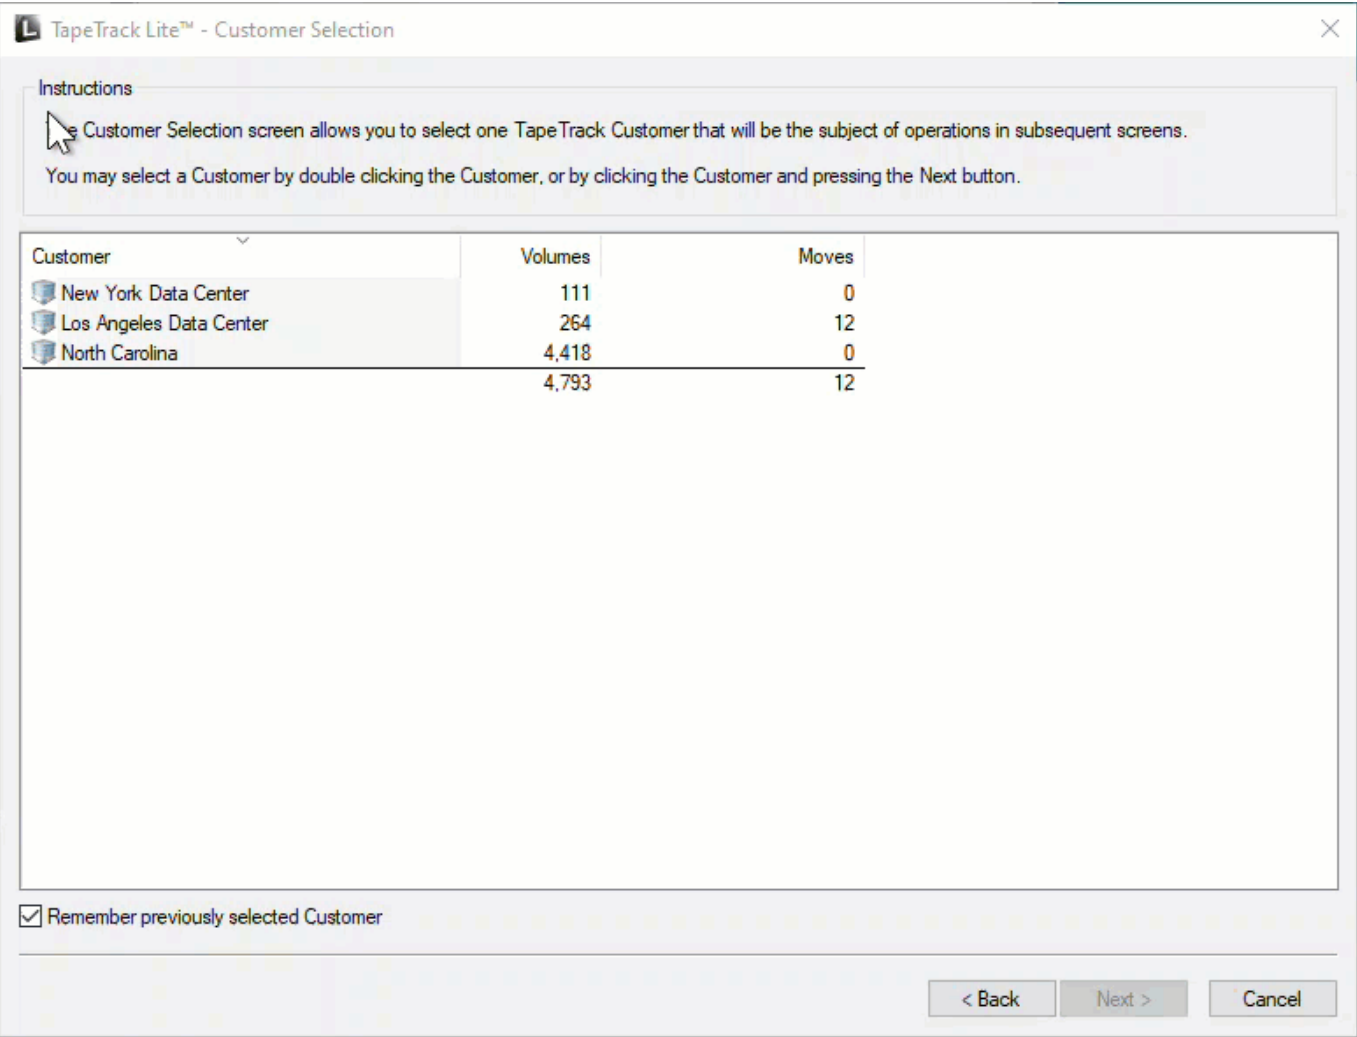 TapeTrack Lite™ - Customer Selection
Instructions
Customer Selection screen allows you to select one TapeTrack Customer that will be the subject of operations in subsequent screens.
You may select a Customer by double clicking the Customer, or by clicking the Customer and pressing the Next button.
Customer Volumes Moves
New York Data Center 111 0
Los Angeles Data Center 264 12
North Carolina 4,418 0
4,793 12
Remember previously selected Customer
< Back Next > Cancel